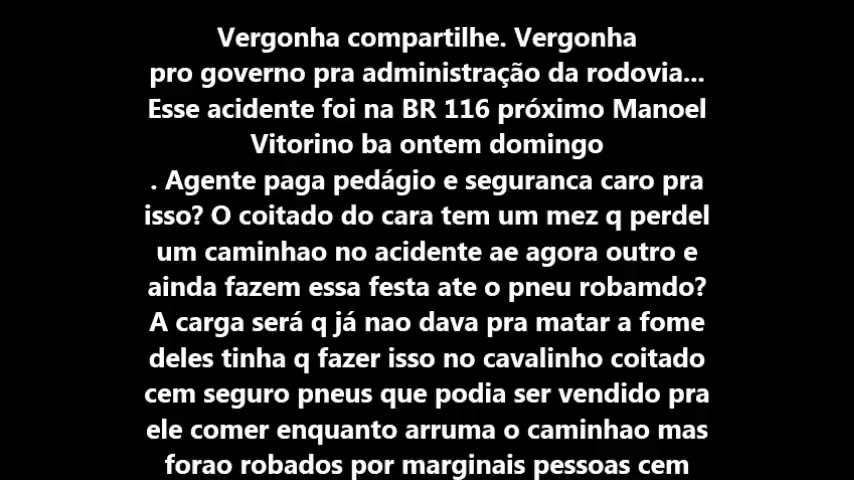 Vergonha compartilhe. Vergonha
pro governo pra administração da rodovia...
Esse acidente foi na BR 116 próximo Manoel
Vitorino ba ontem domingo
. Agente paga pedágio e seguranca caro pra
isso? O coitado do cara tem um mez q perdel
um caminhao no acidente ae agora outro e
ainda fazem essa festa ate o pneu robamdo?
A carga será q já nao dava pra matar a fome
deles tinha q fazer isso no cavalinho coitado
cem seguro pneus que podia ser vendido pra
ele comer enquanto arruma o caminhao mas
forao robados por marginais pessoas cem